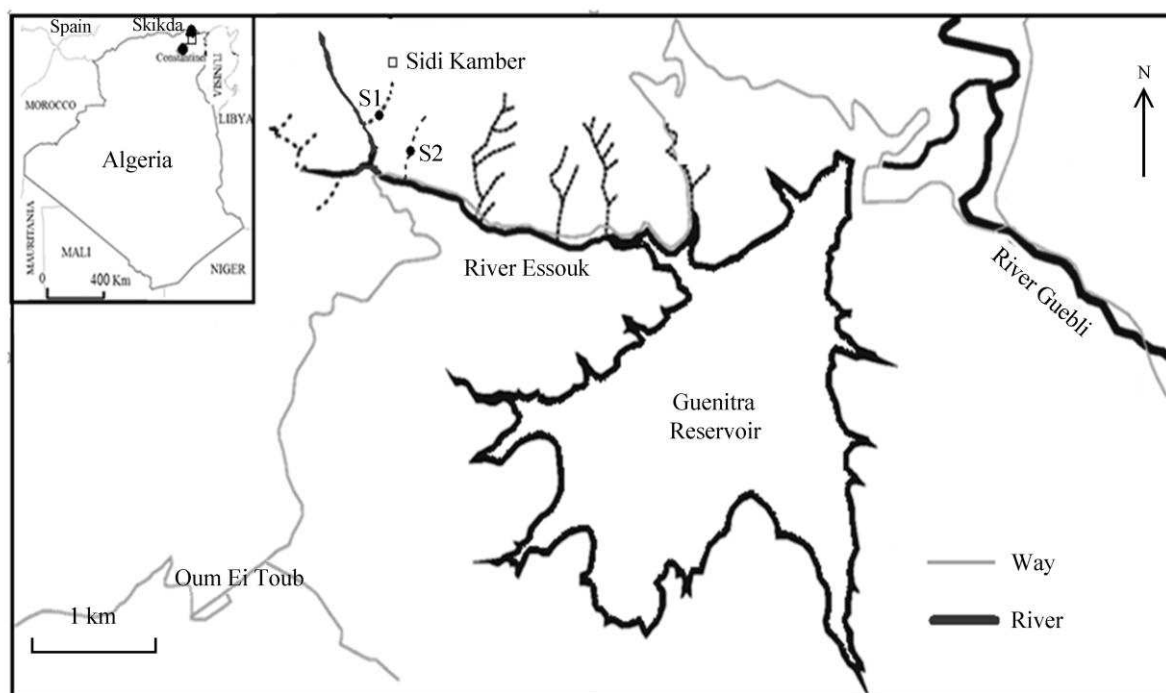 Spain
Skikda
Constantine
TUNISIA
MOROCCO
LIBYA
Algeria
MAURITANIA
MALI
NIGER
0
400 Km
Sidi Kamber
S1
S2
N
River Essouk
River Guebli
Guenitra
Reservoir
Oum Ei Toub
1 km
Way
River